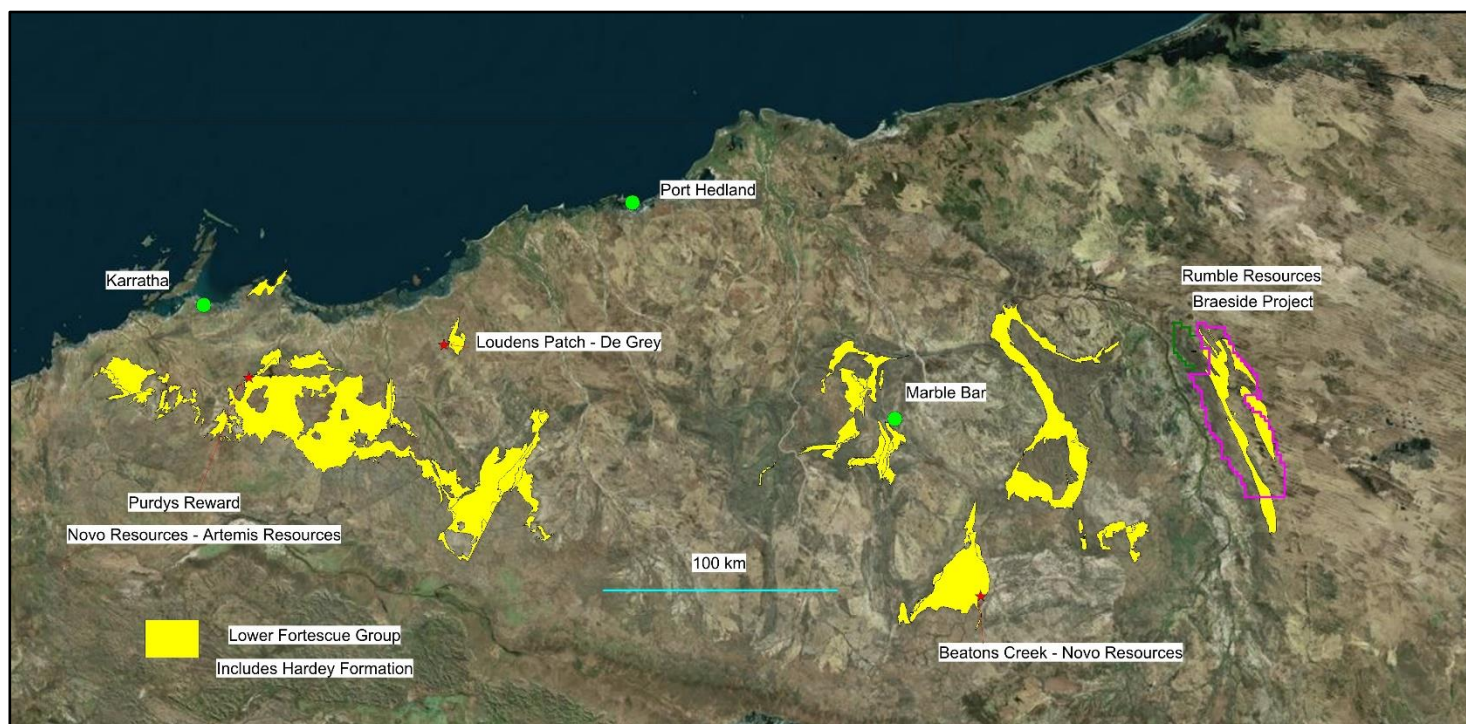 Port Hedland
Karratha
Rumble Resources
Braeside Project
Loudens Patch - De Grey
Marble Bar
Purdys Reward
Novo Resources - Artemis Resources
100 km
Lower Fortescue Group
Includes Hardey Formation
Beatons Creek - Novo Resources